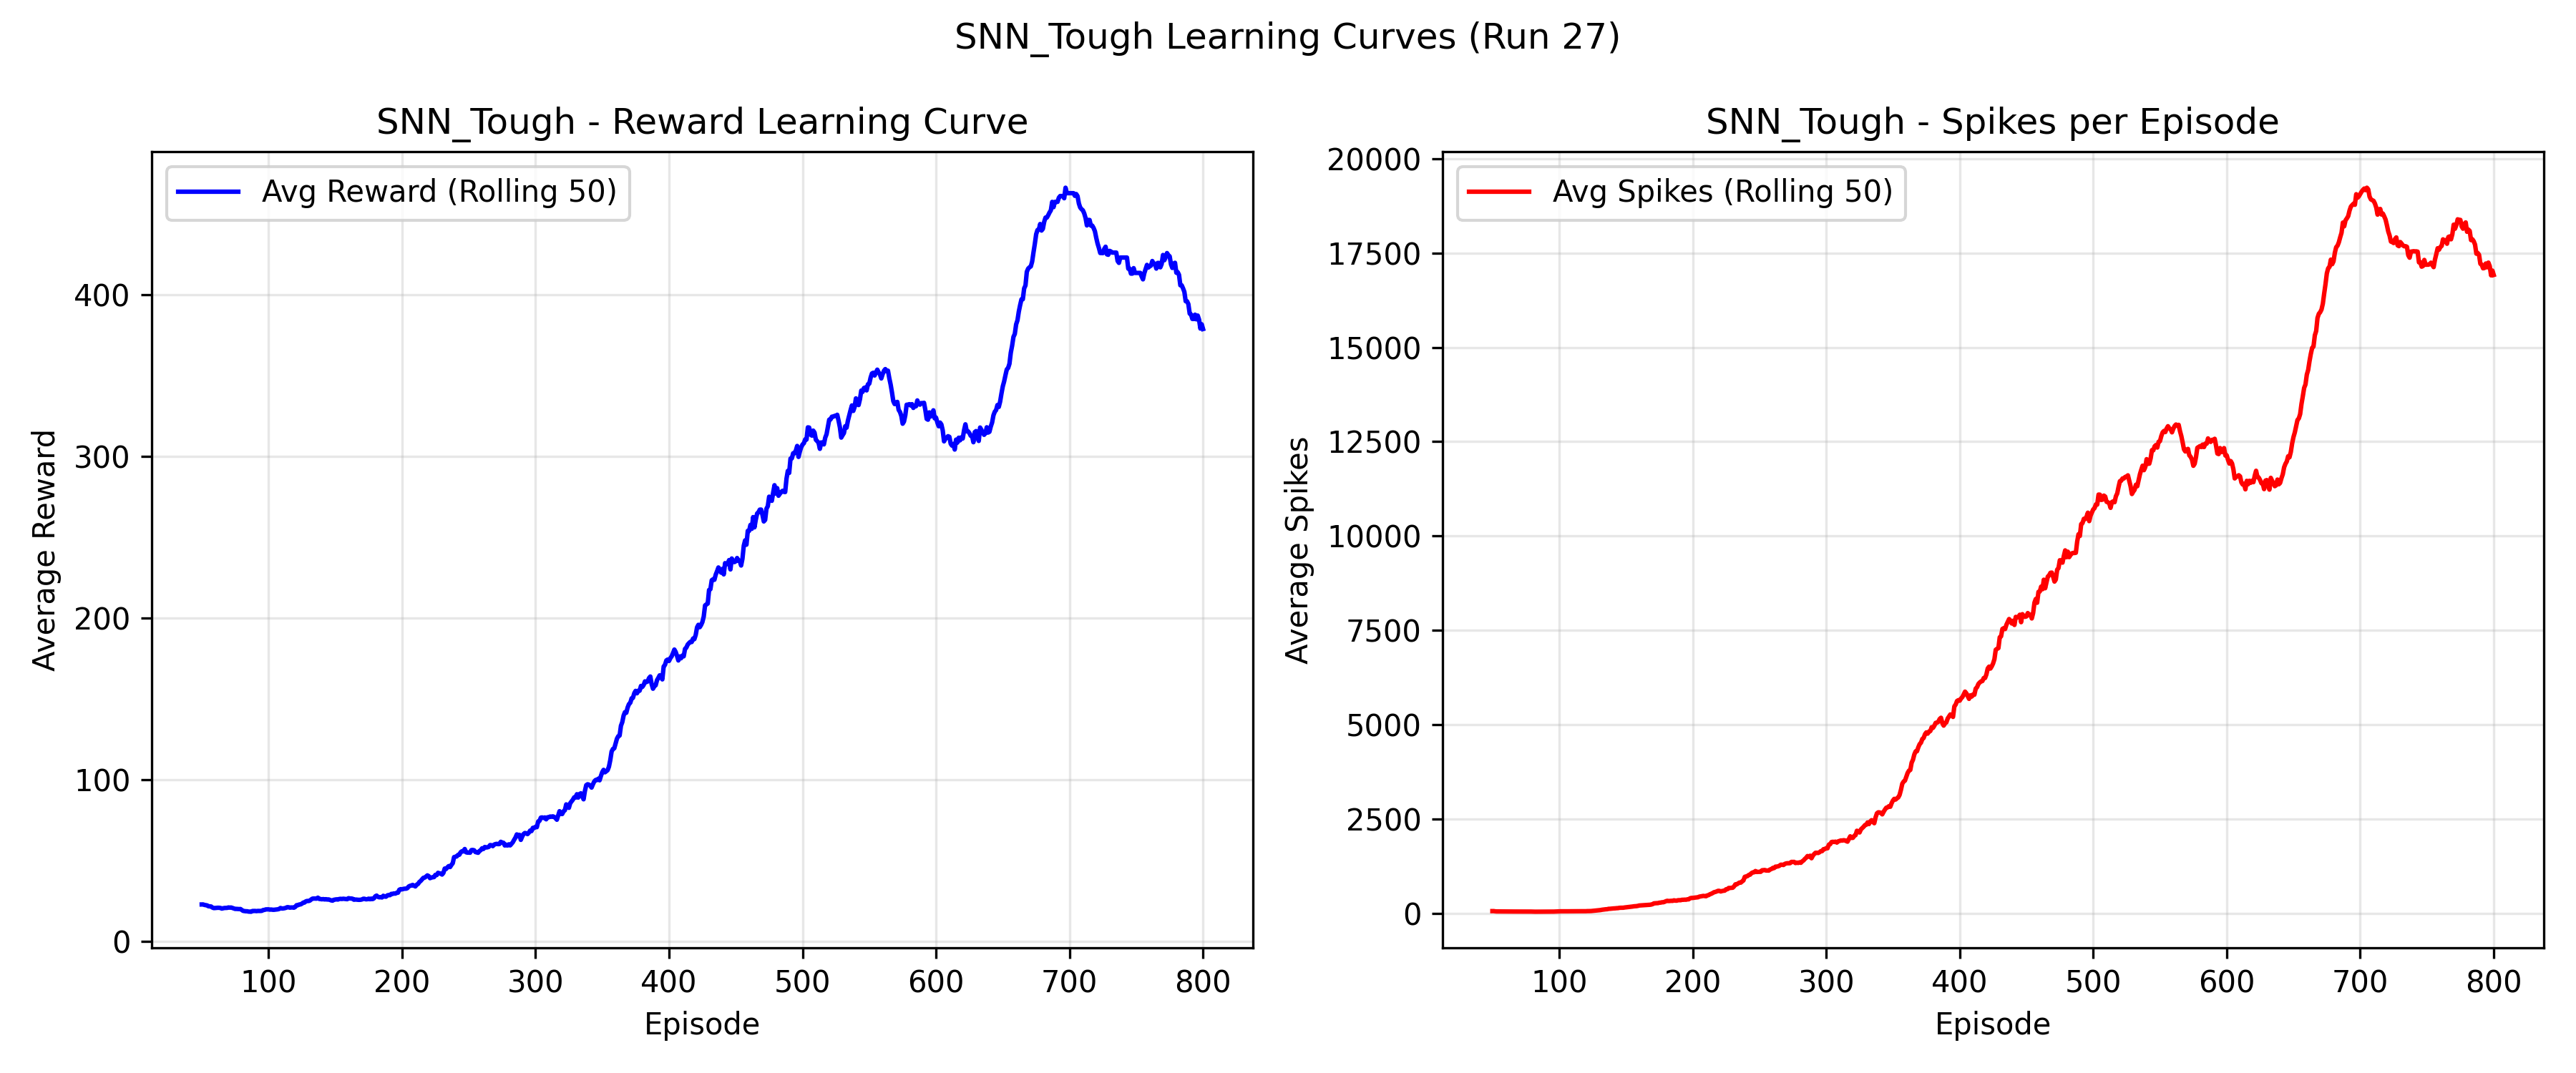 SNN_Tough Learning Curves (Run 27)
SNN_Tough - Reward Learning Curve
Avg Reward (Rolling 50)
Average Reward
400
300
200
100
0
100 200 300 400 500 600 700 800
Episode
SNN_Tough - Spikes per Episode
Avg Spikes (Rolling 50)
Average Spikes
20000
17500
15000
12500
10000
7500
5000
2500
0
100 200 300 400 500 600 700 800
Episode